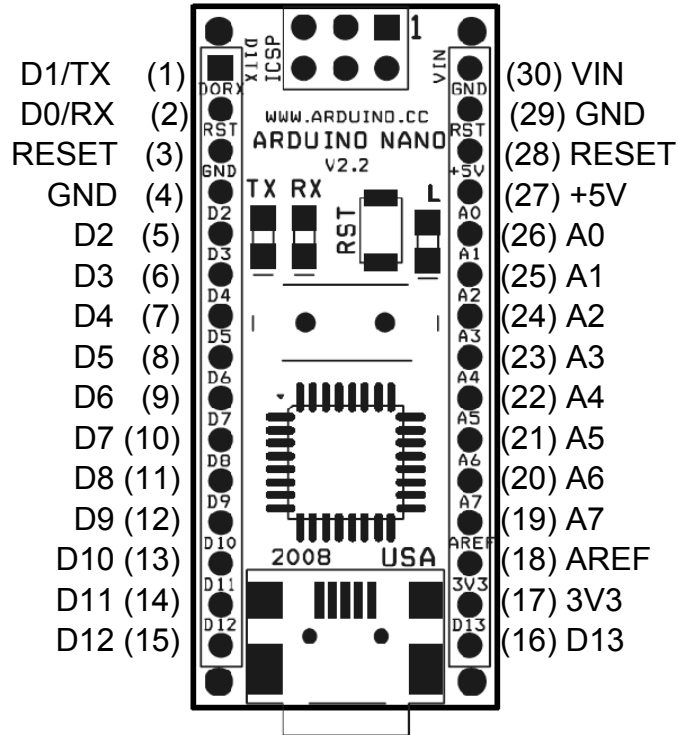 D1/TX (1)
D0/RX (2)
RESET (3)
GND (4)
D2 (5)
D3 (6)
D4 (7)
D5 (8)
D6 (9)
D7 (10)
D8 (11)
D9 (12)
D10 (13)
D11 (14)
D12 (15)
D1TX
ICSP
1
VIN
DORX
RST
GND
D2
D3
D4
D5
D6
D7
D8
D9
D10
D11
D12
WWW.ARDUINO.CC
ARDUINO NANO
V2.2
TX RX
RST
L
2008 USA
GND
RST
+5V
A0
A1
A2
A3
A4
A5
A6
A7
AREF
3V3
D13
(30) VIN
(29) GND
(28) RESET
(27) +5V
(26) A0
(25) A1
(24) A2
(23) A3
(22) A4
(21) A5
(20) A6
(19) A7
(18) AREF
(17) 3V3
(16) D13